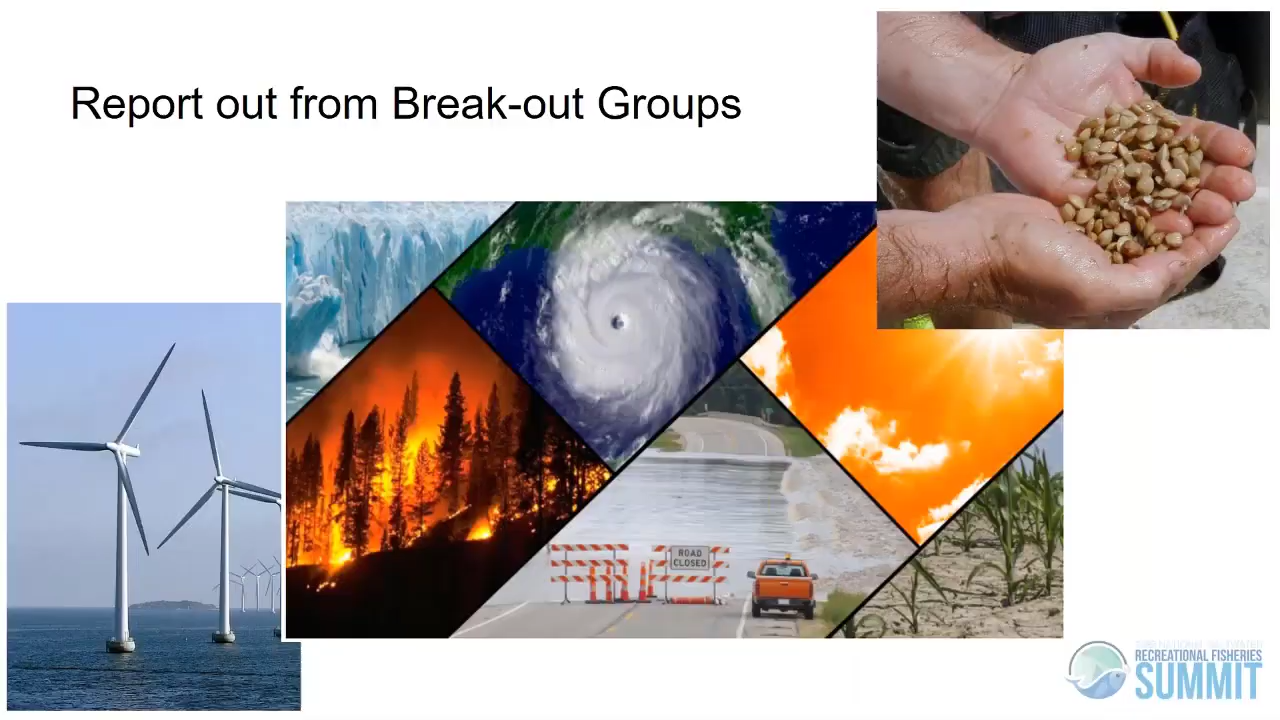 Report out from Break-out Groups
ROAD
CLOSED
RECREATIONAL FISHERIES
SUMMIT